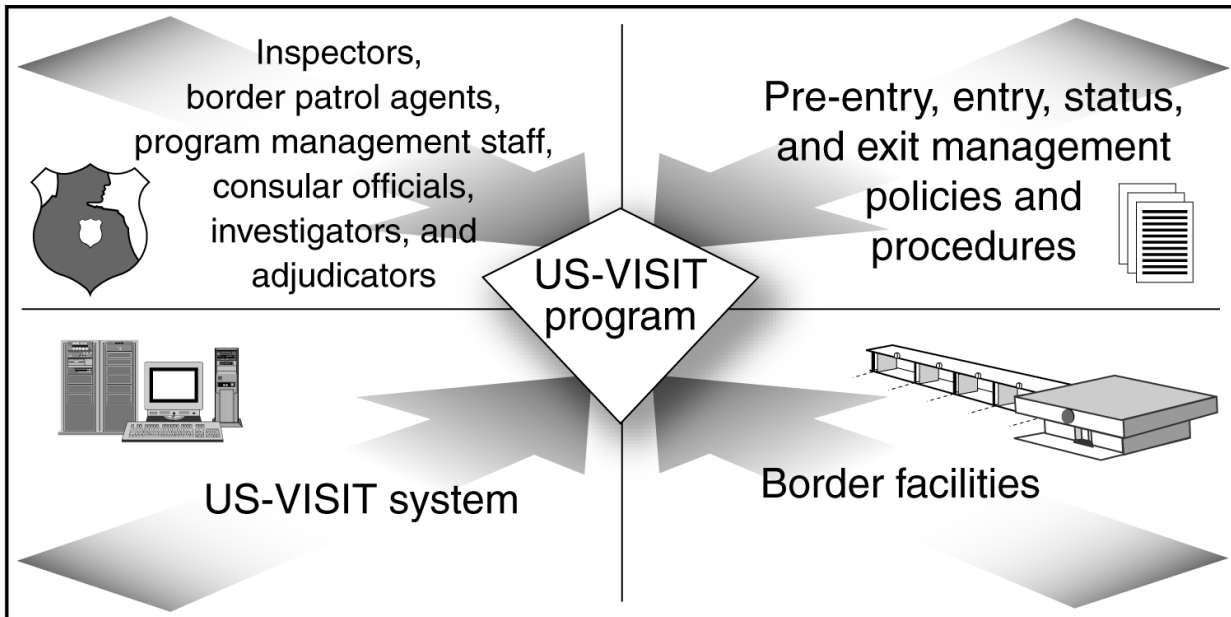 Inspectors,
border patrol agents,
program management staff,
consular officials,
investigators, and
adjudicators
Pre-entry, entry, status,
and exit management
policies and
procedures
US-VISIT
program
US-VISIT system
Border facilities